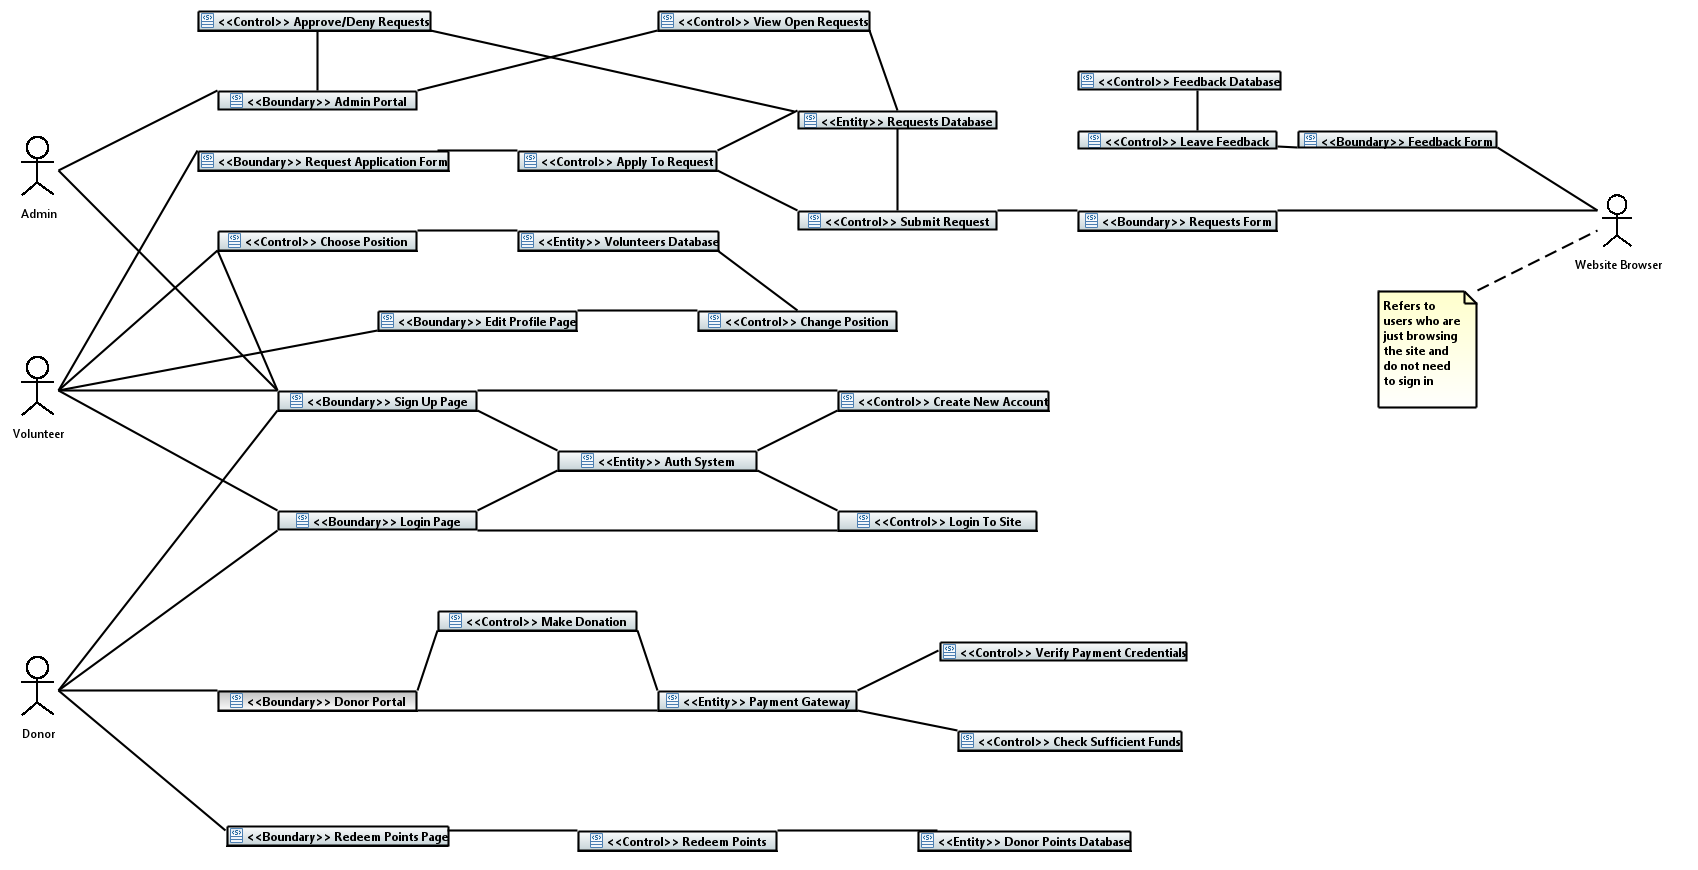 <<Control>> Approve/Deny Requests
<<Control>> View Open Requests
<<Control>> Feedback Database
<<Boundary>> Admin Portal
<<Entity>> Requests Database
<<Control>> Leave Feedback
<<Boundary>> Feedback Form
<<Boundary>> Request Application Form
<<Control>> Apply To Request
Admin
<<Control>> Submit Request
<<Boundary>> Requests Form
<<Control>> Choose Position
<<Entity>> Volunteers Database
Website Browser
Refers to
users who are
just browsing
the site and
do not need
to sign in
<<Boundary>> Edit Profile Page
<<Control>> Change Position
<<Boundary>> Sign Up Page
<<Control>> Create New Account
Volunteer
<<Entity>> Auth System
<<Boundary>> Login Page
<<Control>> Login To Site
<<Control>> Make Donation
<<Control>> Verify Payment Credentials
<<Boundary>> Donor Portal
<<Entity>> Payment Gateway
Donor
<<Control>> Check Sufficient Funds
<<Boundary>> Redeem Points Page
<<Control>> Redeem Points
<<Entity>> Donor Points Database